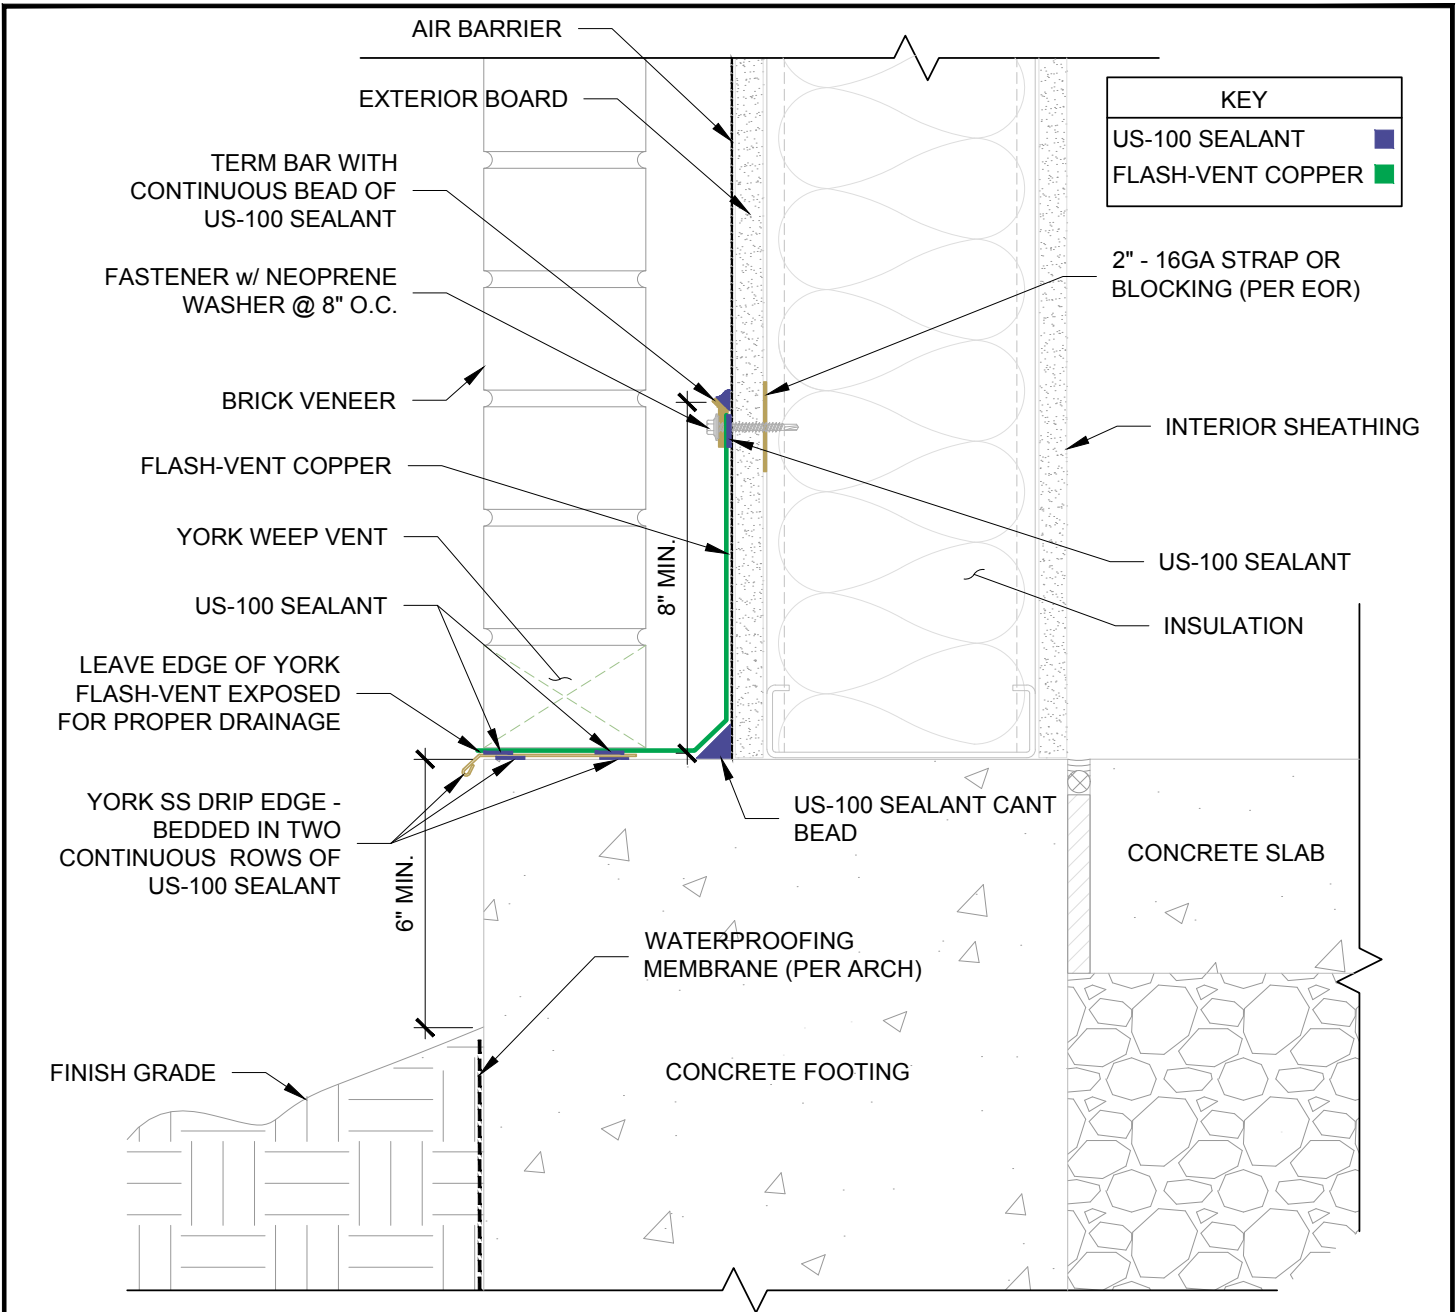 AIR BARRIER
EXTERIOR BOARD
TERM BAR WITH
CONTINUOUS BEAD OF
US-100 SEALANT
FASTENER w/ NEOPRENE
WASHER @ 8" O.C.
BRICK VENEER
FLASH-VENT COPPER
YORK WEEP VENT
US-100 SEALANT
LEAVE EDGE OF YORK
FLASH-VENT EXPOSED
FOR PROPER DRAINAGE
YORK SS DRIP EDGE -
BEDDED IN TWO
CONTINUOUS ROWS OF
US-100 SEALANT
FINISH GRADE
8" MIN.
6" MIN.
KEY
US-100 SEALANT
FLASH-VENT COPPER
2" - 16GA STRAP OR
BLOCKING (PER EOR)
INTERIOR SHEATHING
US-100 SEALANT
INSULATION
US-100 SEALANT CANT
BEAD
CONCRETE SLAB
WATERPROOFING
MEMBRANE (PER ARCH)
CONCRETE FOOTING